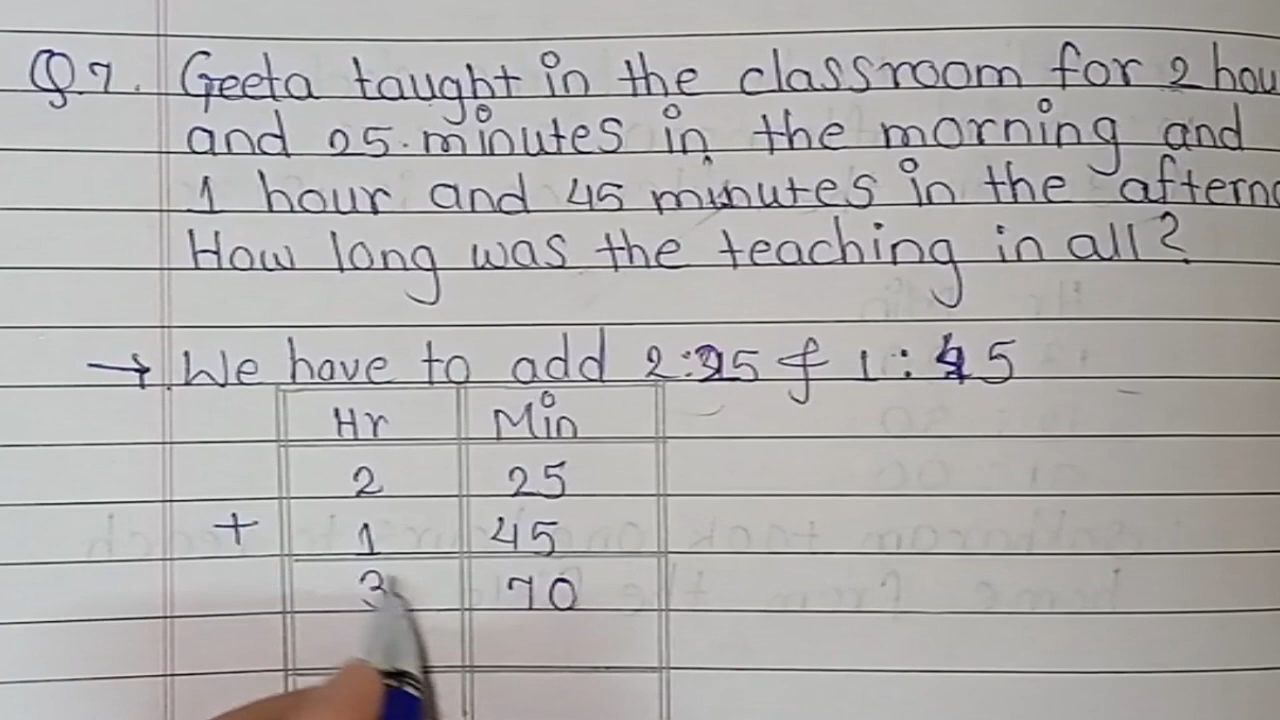 Q7. Geeta taught in the classroom for 2 hou
and 25 minutes in the morning and
1 hour and 45 minutes in the afterno
How long was the teaching in all?
→ We have to add 2:25 & 1:45
Hr Min
2 25
+ 1 45
3 70